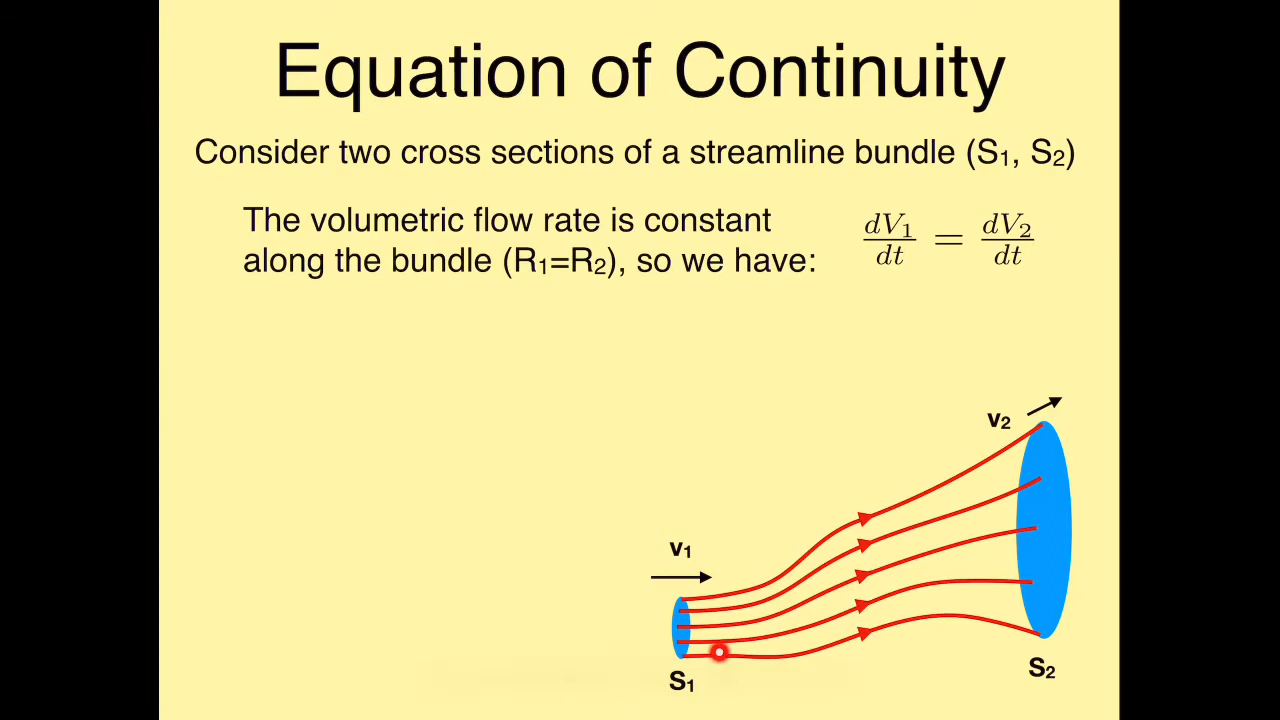 Equation of Continuity
Consider two cross sections of a streamline bundle (S₁, S₂)
The volumetric flow rate is constant
along the bundle (R₁=R₂), so we have:
dV₁/dt = dV₂/dt
v₂
v₁
S₂
S₁